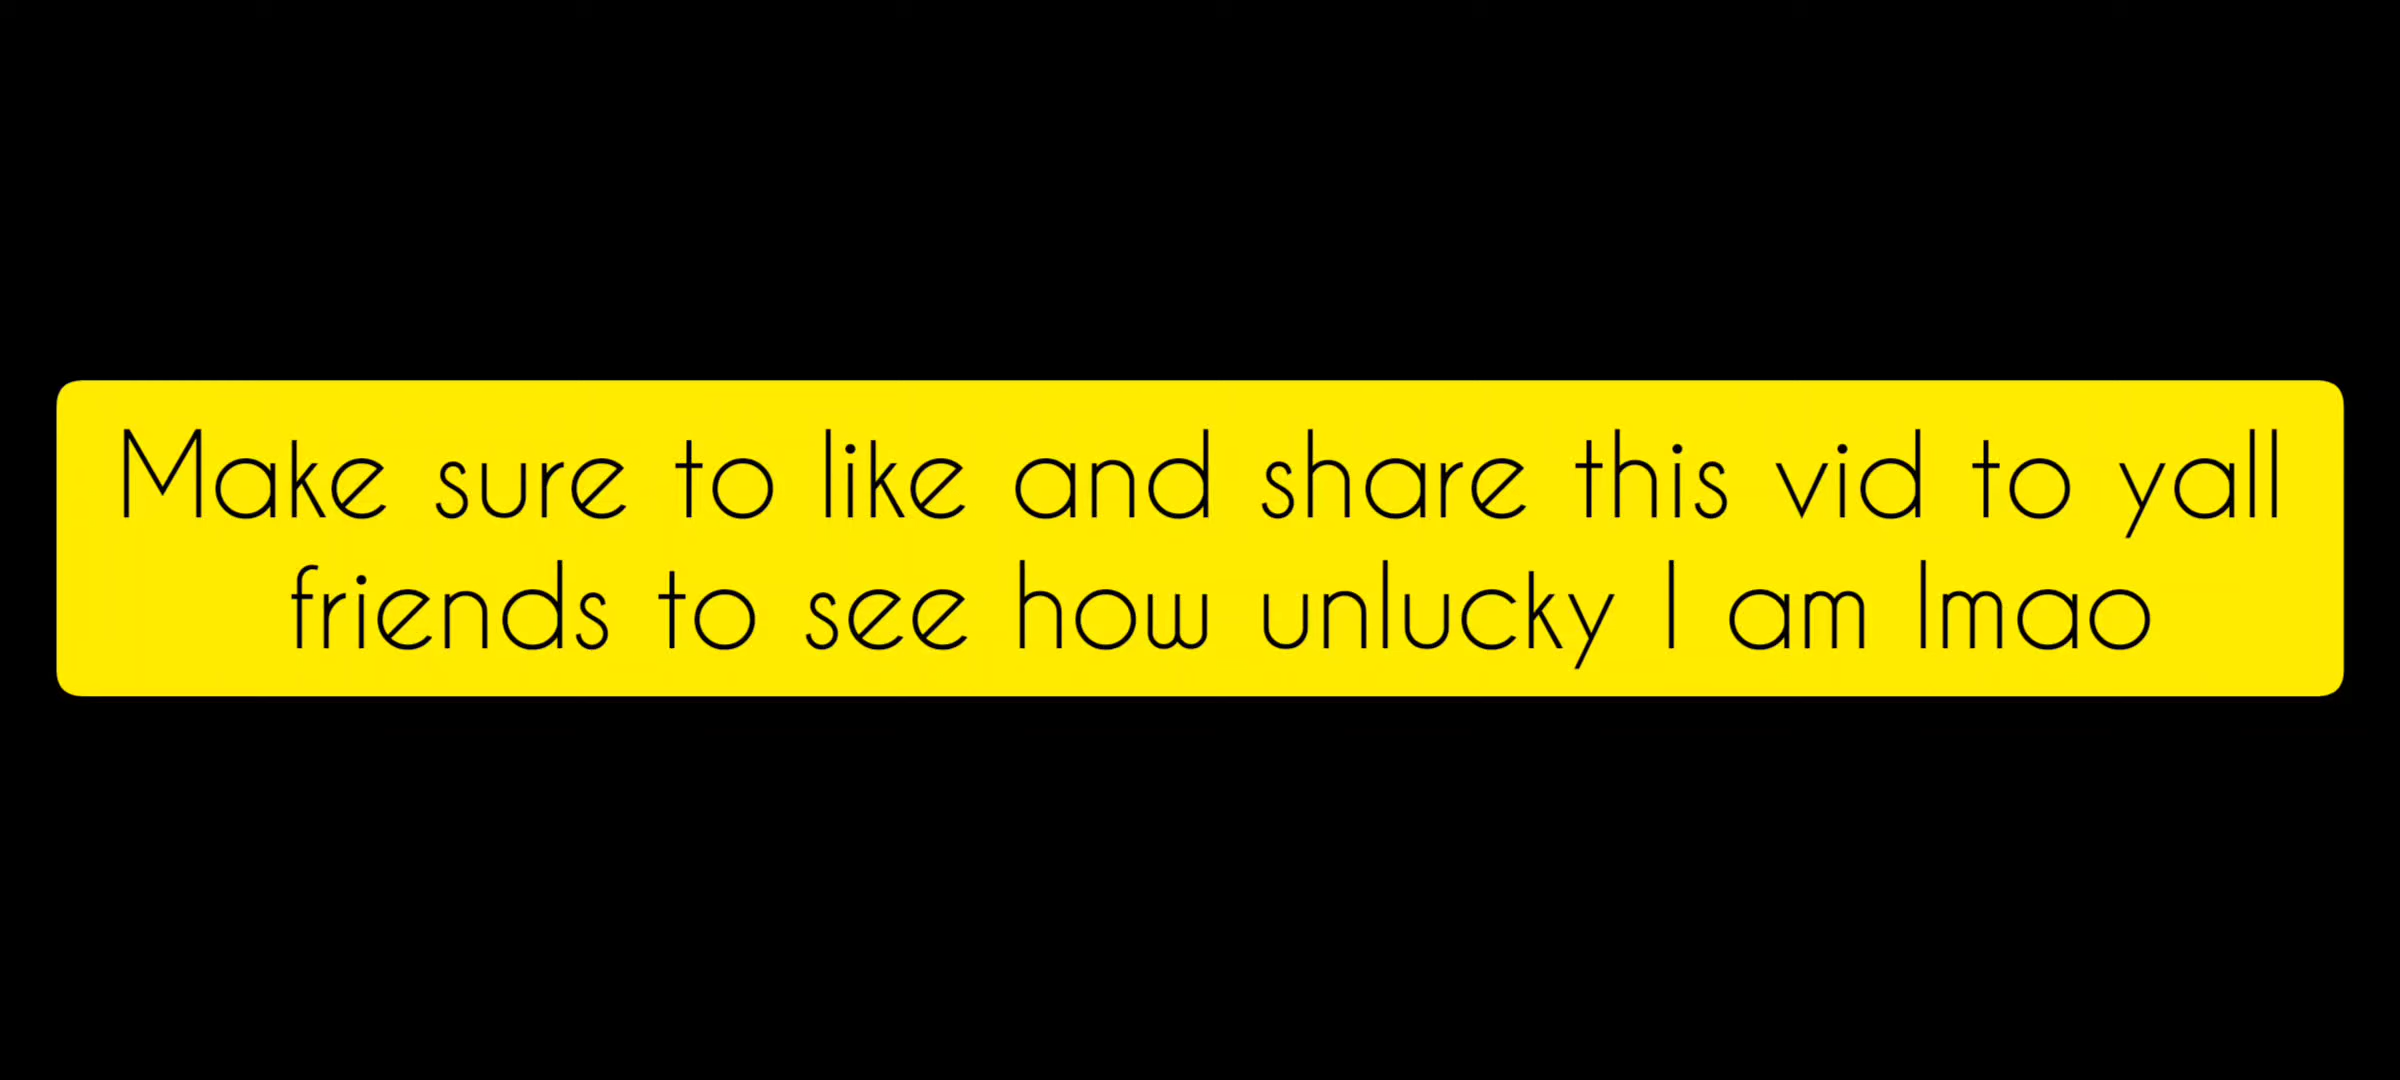 Make sure to like and share this vid to yall
friends to see how unlucky I am lmao